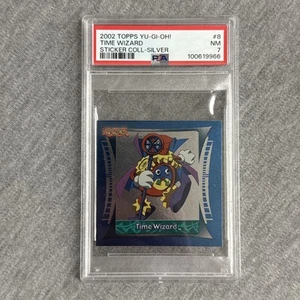 2002 TOPPS YU-GI-OH! #8
TIME WIZARD NM
STICKER COLL-SILVER 7
PSA 100619966
Time Wizard